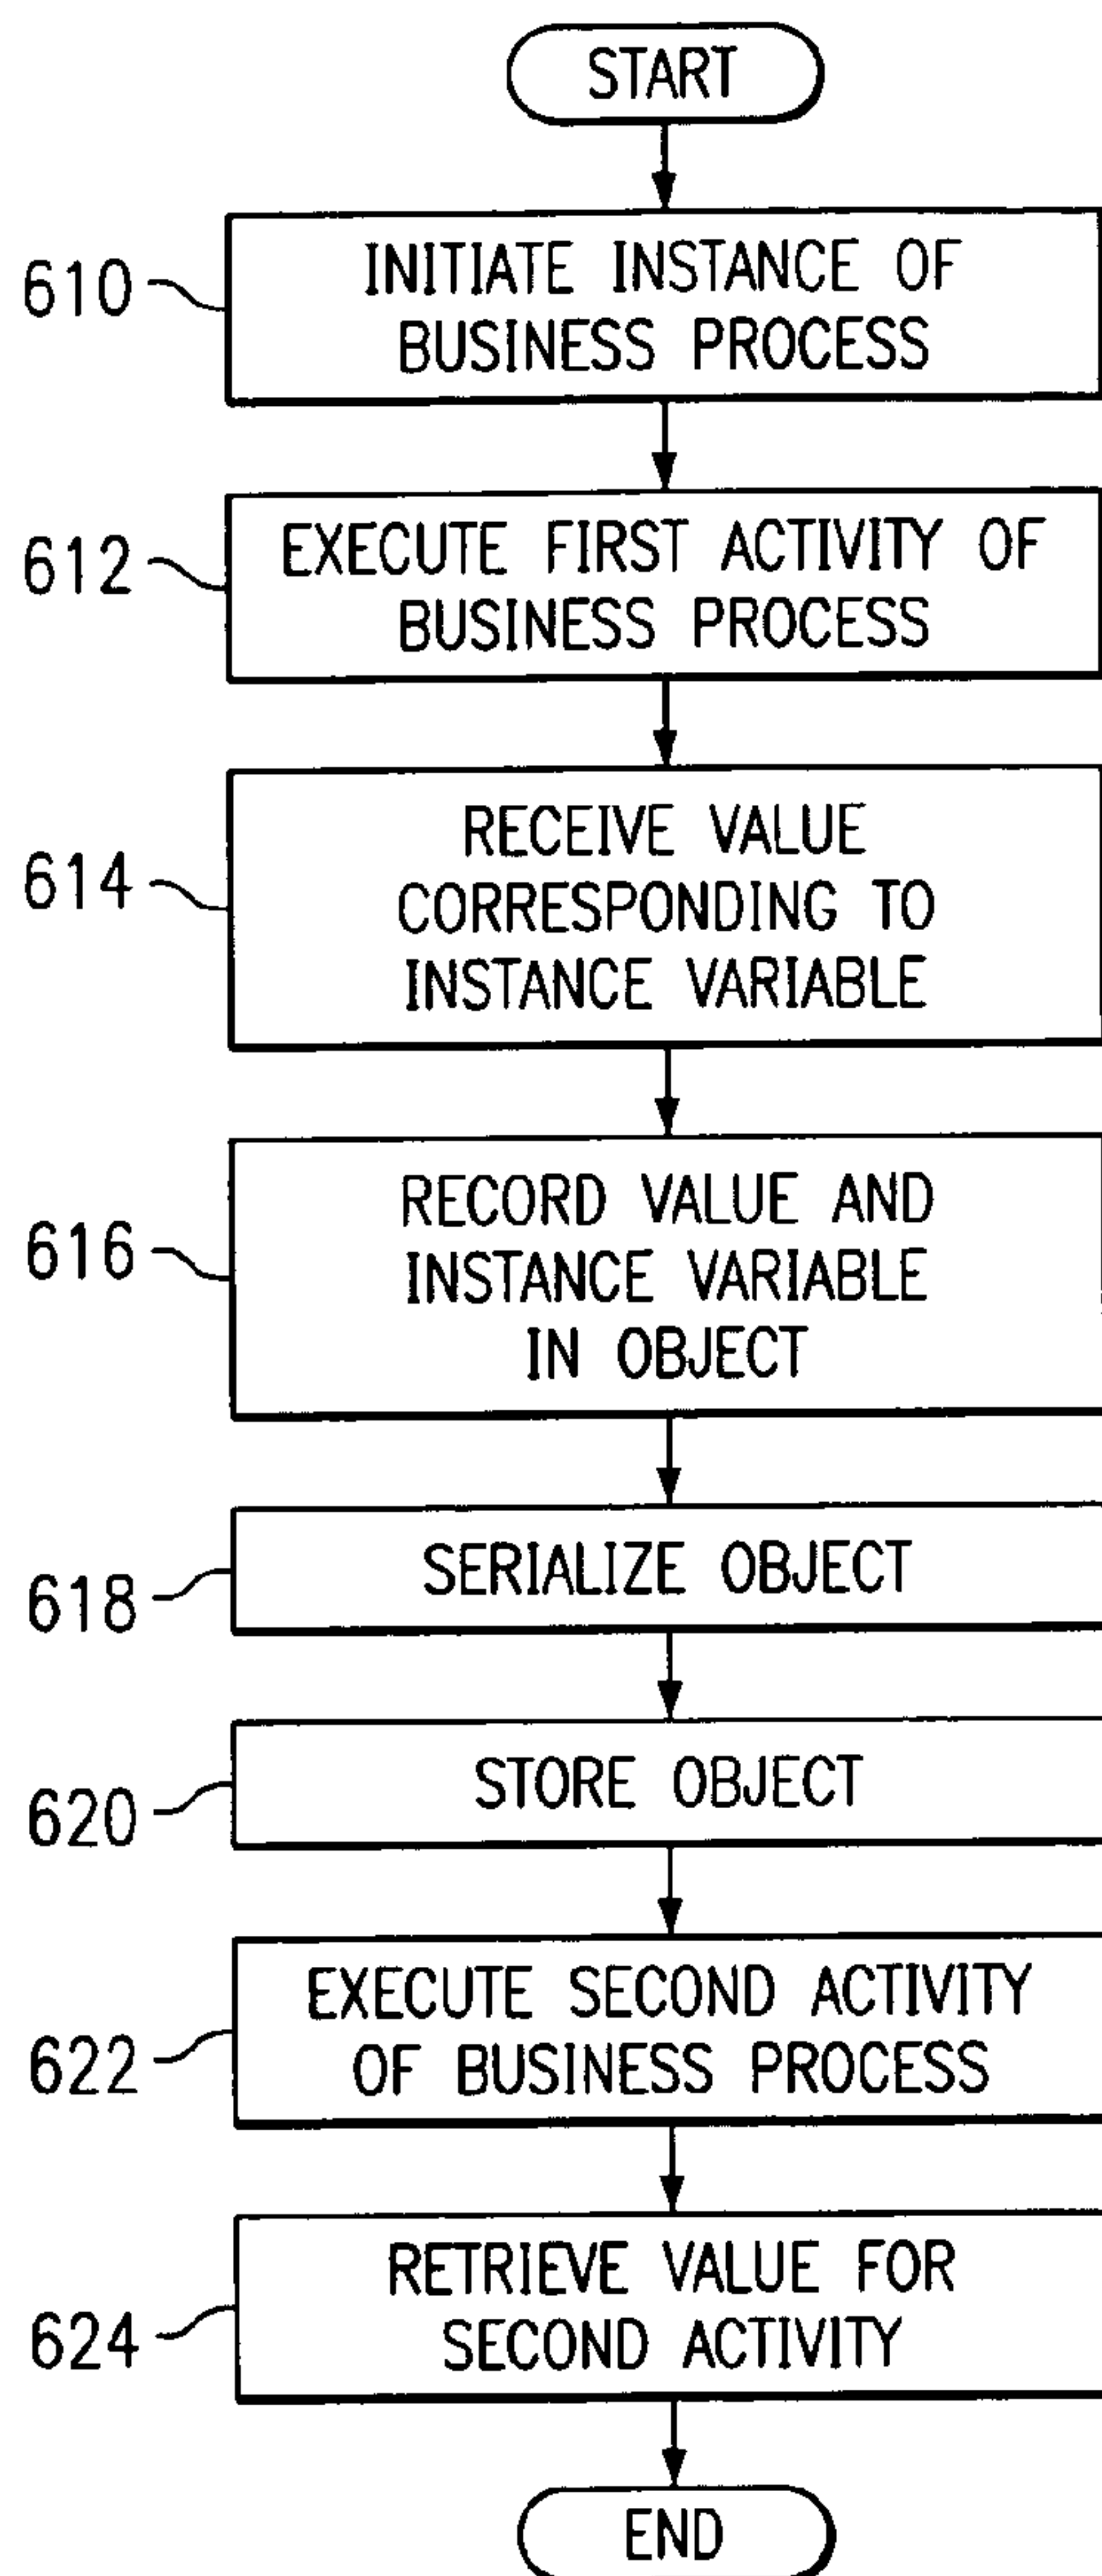 START
610
INITIATE INSTANCE OF
BUSINESS PROCESS
612
EXECUTE FIRST ACTIVITY OF
BUSINESS PROCESS
614
RECEIVE VALUE
CORRESPONDING TO
INSTANCE VARIABLE
616
RECORD VALUE AND
INSTANCE VARIABLE
IN OBJECT
618
SERIALIZE OBJECT
620
STORE OBJECT
622
EXECUTE SECOND ACTIVITY
OF BUSINESS PROCESS
624
RETRIEVE VALUE FOR
SECOND ACTIVITY
END